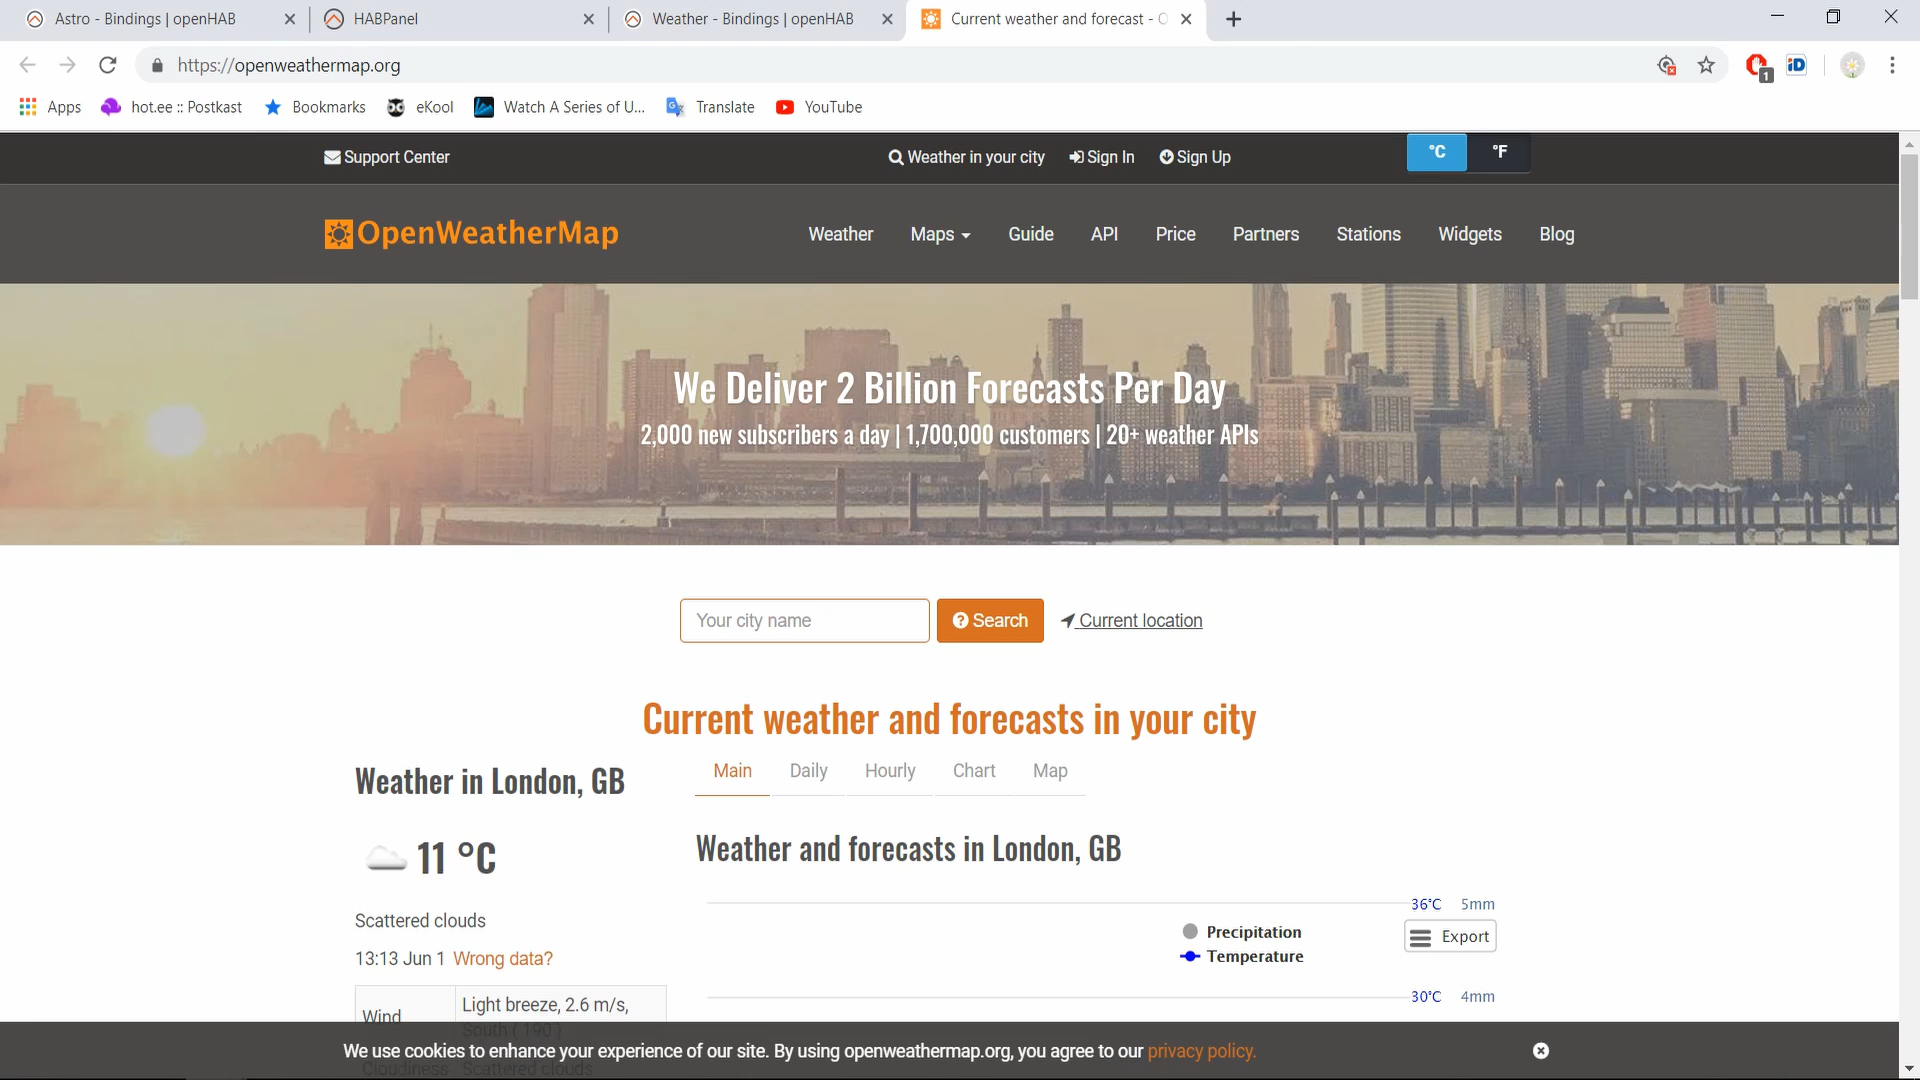 Astro - Bindings | openHAB
HABPanel
Weather - Bindings | openHAB
Current weather and forecast - O
https://openweathermap.org
1
iD
Apps
hot.ee :: Postkast
Bookmarks
eKool
Watch A Series of U...
Translate
YouTube
Support Center
Weather in your city
Sign In
Sign Up
°C
°F
OpenWeatherMap
Weather
Maps
Guide
API
Price
Partners
Stations
Widgets
Blog
We Deliver 2 Billion Forecasts Per Day
2,000 new subscribers a day | 1,700,000 customers | 20+ weather APIs
Your city name
Search
Current location
Current weather and forecasts in your city
Weather in London, GB
Main
Daily
Hourly
Chart
Map
11 °C
Weather and forecasts in London, GB
Scattered clouds
13:13 Jun 1 Wrong data?
36°C
5mm
Precipitation
Temperature
Export
30°C
4mm
Wind
Light breeze, 2.6 m/s,
South ( 190 )
We use cookies to enhance your experience of our site. By using openweathermap.org, you agree to our privacy policy.
Cloudiness
Scattered clouds